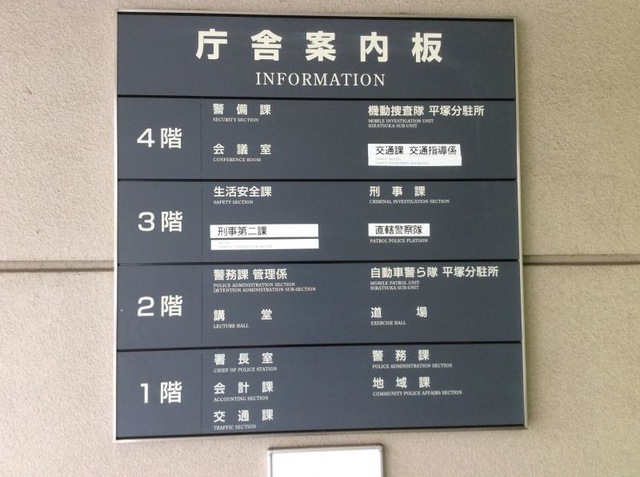 庁舎案内板
INFORMATION
4階
警備課
SECURITY SECTION
機動捜査隊 平塚分駐所
MOBILE INVESTIGATION UNIT
HIRATSUKA SUB-UNIT
会議室
CONFERENCE ROOM
交通課 交通指導係
3階
生活安全課
SAFETY SECTION
刑事課
CRIMINAL INVESTIGATION SECTION
刑事第二課
直轄警察隊
PATROL POLICE PLATOON
2階
警務課 管理係
POLICE ADMINISTRATION SECTION
DETENTION ADMINISTRATION SUB-SECTION
自動車警ら隊 平塚分駐所
MOBILE PATROL UNIT
HIRATSUKA SUB-UNIT
講堂
LECTURE HALL
道場
EXERCISE HALL
1階
署長室
CHIEF OF POLICE STATION
警務課
POLICE ADMINISTRATION SECTION
会計課
ACCOUNTING SECTION
地域課
COMMUNITY POLICE AFFAIRS SECTION
交通課
TRAFFIC SECTION